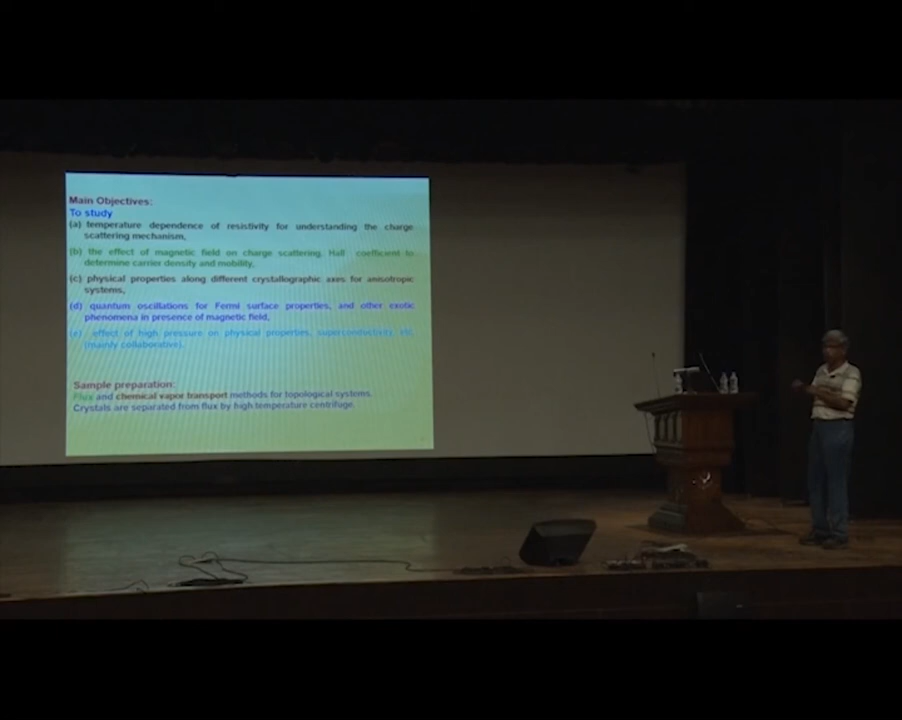 Main Objectives:
To study
(a) temperature dependence of resistivity for understanding the charge
scattering mechanism,
(b) the effect of magnetic field on charge scattering, Hall coefficient to
determine carrier density and mobility,
(c) physical properties along different crystallographic axes for anisotropic
systems,
(d) quantum oscillations for Fermi surface properties, and other exotic
phenomena in presence of magnetic field,
(e) effect of high pressure on physical properties, superconductivity etc
(mainly collaborative).
Sample preparation:
Flux and chemical vapor transport methods for topological systems.
Crystals are separated from flux by high temperature centrifuge.